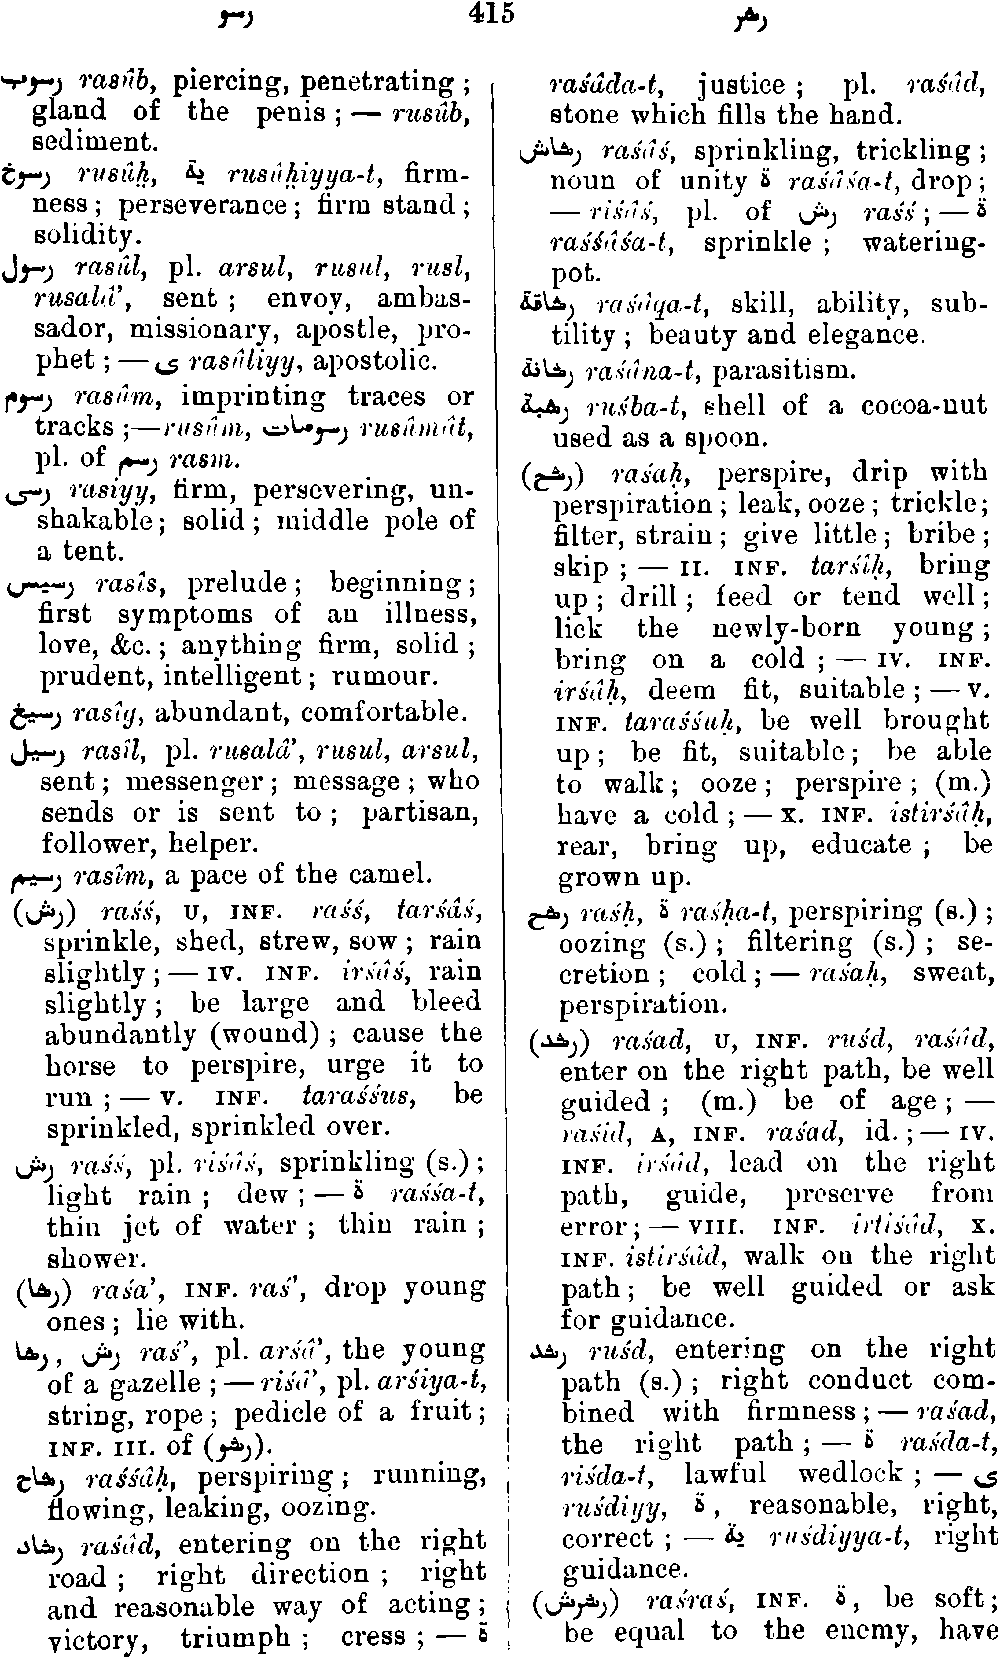 رسو 415 رشر
رسوب rasûb, piercing, penetrating ;
gland of the penis ; — rusûb,
sediment.
رسوخ rusûḫ, ية rusûḫiyya-t, firm-
ness ; perseverance ; firm stand ;
solidity.
رسول rasûl, pl. arsul, rusul, rusl,
rusalâ’, sent ; envoy, ambas-
sador, missionary, apostle, pro-
phet ; — ى rasûliyy, apostolic.
رسوم rasûm, imprinting traces or
tracks ;—rusûm, رسومات rusûmât,
pl. of رسم rasm.
رسى rasiyy, firm, persevering, un-
shakable ; solid ; middle pole of
a tent.
رسيس rasîs, prelude ; beginning ;
first symptoms of an illness,
love, &c. ; anything firm, solid ;
prudent, intelligent ; rumour.
رسيغ rasîg, abundant, comfortable.
رسيل rasîl, pl. rusalâ’, rusul, arsul,
sent ; messenger ; message ; who
sends or is sent to ; partisan,
follower, helper.
رسيم rasîm, a pace of the camel.
(رش) raśś, U, INF. raśś, tarśâś,
sprinkle, shed, strew, sow ; rain
slightly ; — IV. INF. irśâś, rain
slightly ; be large and bleed
abundantly (wound) ; cause the
horse to perspire, urge it to
run ; — V. INF. taraśśus, be
sprinkled, sprinkled over.
رش raśś, pl. riśâś, sprinkling (s.) ;
light rain ; dew ; — ة raśśa-t,
thin jet of water ; thin rain ;
shower.
(رشا) raśa’, INF. raś’, drop young
ones ; lie with.
رشا, رش raś’, pl. arśâ’, the young
of a gazelle ; — riśâ’, pl. arśiya-t,
string, rope ; pedicle of a fruit ;
INF. III. of (رشو).
رشاح raśśâḥ, perspiring ; running,
flowing, leaking, oozing.
رشاد raśâd, entering on the right
road ; right direction ; right
and reasonable way of acting ;
victory, triumph ; cress ; — ة
raśâda-t, justice ; pl. raśâd,
stone which fills the hand.
رشاش raśâś, sprinkling, trickling ;
noun of unity ة raśâśa-t, drop ;
— riśâś, pl. of رش raśś ; — ة
raśśâśa-t, sprinkle ; watering-
pot.
رشاقة raśâqa-t, skill, ability, sub-
tility ; beauty and elegance.
رشانة raśâna-t, parasitism.
رشبة ruśba-t, shell of a cocoa-nut
used as a spoon.
(رشح) raśaḥ, perspire, drip with
perspiration ; leak, ooze ; trickle ;
filter, strain ; give little ; bribe ;
skip ; — II. INF. tarśîḥ, bring
up ; drill ; feed or tend well ;
lick the newly-born young ;
bring on a cold ; — IV. INF.
irśâḥ, deem fit, suitable ; — V.
INF. taraśśuḥ, be well brought
up ; be fit, suitable ; be able
to walk ; ooze ; perspire ; (m.)
have a cold ; — X. INF. istirśâḥ,
rear, bring up, educate ; be
grown up.
رشح raśḥ, ة raśḥa-t, perspiring (s.) ;
oozing (s.) ; filtering (s.) ; se-
cretion ; cold ; — raśaḥ, sweat,
perspiration.
(رشد) raśad, U, INF. ruśd, raśâd,
enter on the right path, be well
guided ; (m.) be of age ; —
raśid, A, INF. raśad, id. ; — IV.
INF. irśâd, lead on the right
path, guide, preserve from
error ; — VIII. INF. irtiśâd, X.
INF. istirśâd, walk on the right
path ; be well guided or ask
for guidance.
رشد ruśd, entering on the right
path (s.) ; right conduct com-
bined with firmness ; — raśad,
the right path ; — ة raśda-t,
riśda-t, lawful wedlock ; — ى
ruśdiyy, ة, reasonable, right,
correct ; — ية ruśdiyya-t, right
guidance.
(رشرش) raśraś, INF. ة, be soft ;
be equal to the enemy, have